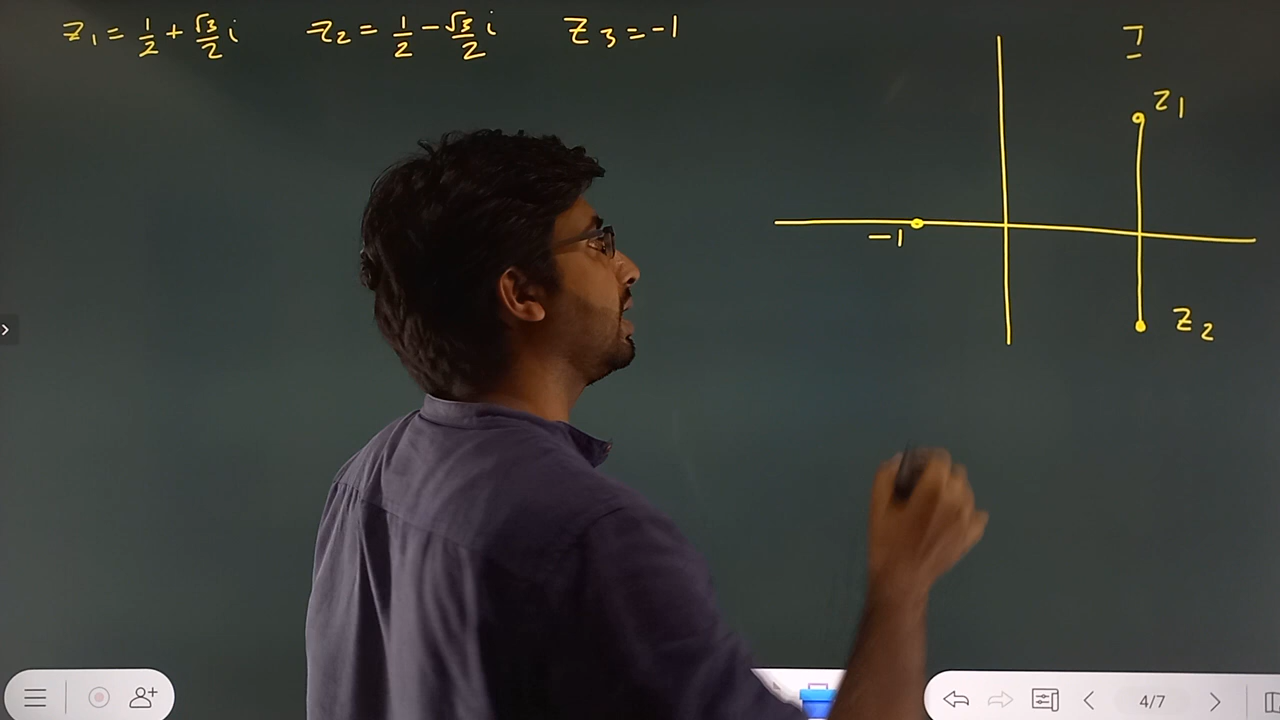 z₁ = 1/2 + √3/2 i z₂ = 1/2 − √3/2 i z₃ = −1
I
z₁
−1
z₂
4/7